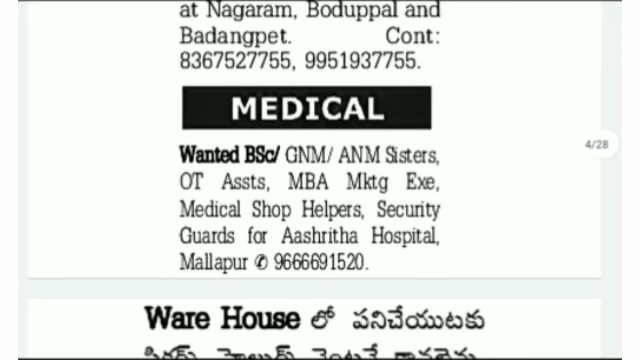 at Nagaram, Boduppal and
Badangpet. Cont:
8367527755, 9951937755.
MEDICAL
Wanted BSc/ GNM/ ANM Sisters,
OT Assts, MBA Mktg Exe,
Medical Shop Helpers, Security
Guards for Aashritha Hospital,
Mallapur ✆ 9666691520.
4/28
Ware House లో పనిచేయుటకు